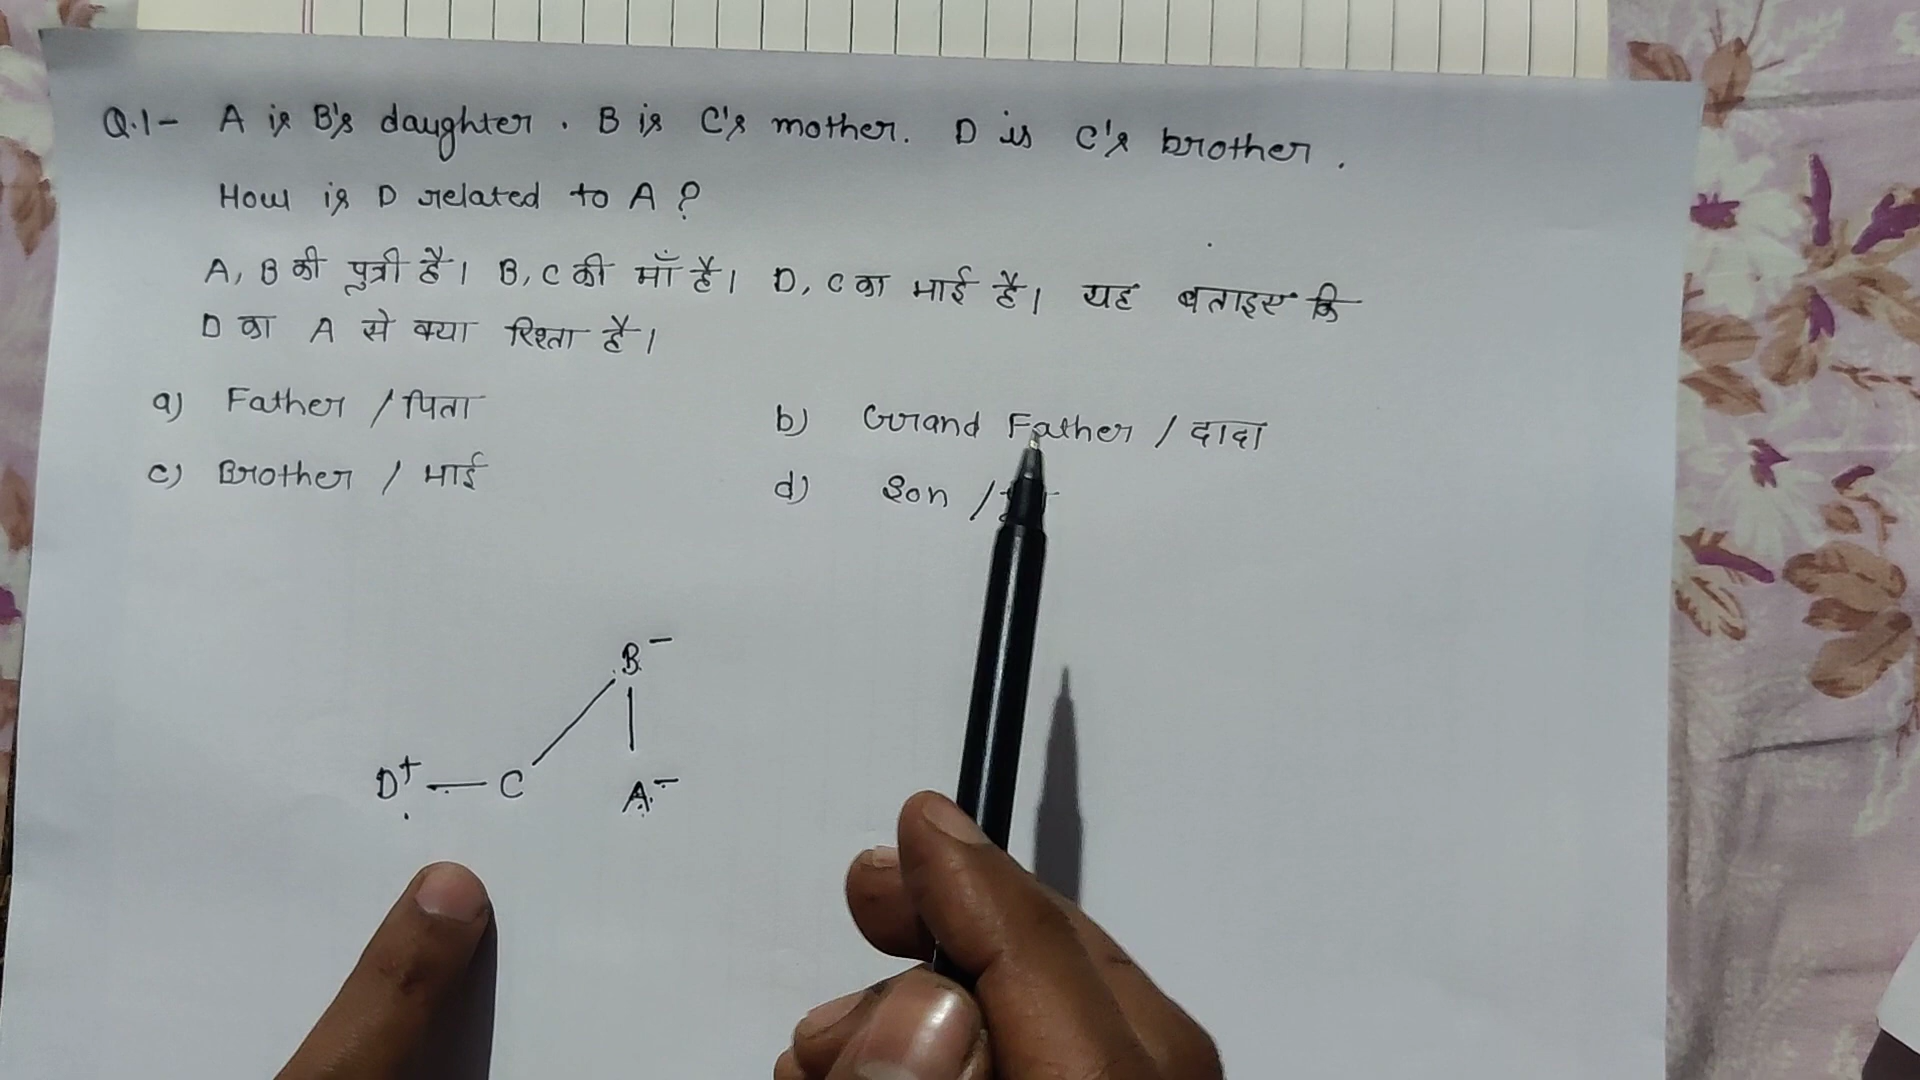 Q.1- A is B's daughter. B is C's mother. D is C's brother.
How is D related to A?
A, B की पुत्री है। B, C की माँ है। D, C का भाई है। यह बताइए कि
D का A से क्या रिश्ता है।
a) Father / पिता
b) Grand Father / दादा
c) Brother / भाई
d) Son /
B-
D+ — C
A-